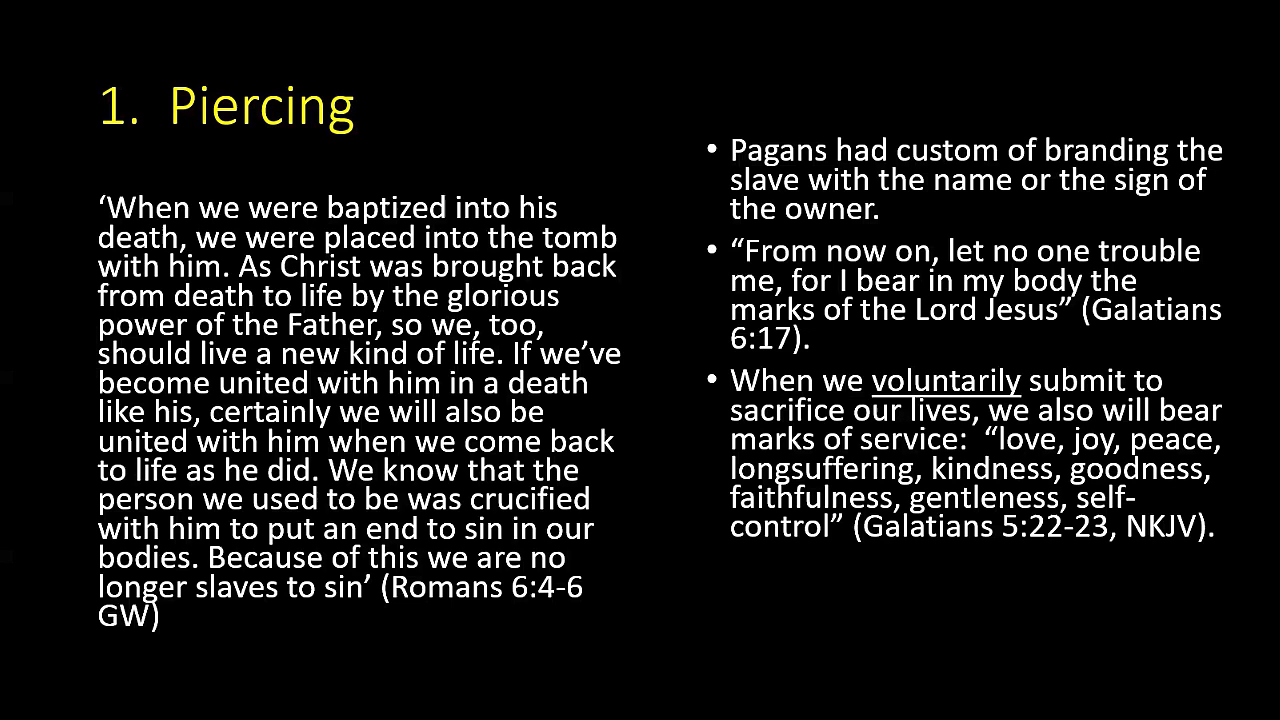 1. Piercing
‘When we were baptized into his
death, we were placed into the tomb
with him. As Christ was brought back
from death to life by the glorious
power of the Father, so we, too,
should live a new kind of life. If we’ve
become united with him in a death
like his, certainly we will also be
united with him when we come back
to life as he did. We know that the
person we used to be was crucified
with him to put an end to sin in our
bodies. Because of this we are no
longer slaves to sin’ (Romans 6:4-6
GW)
• Pagans had custom of branding the
slave with the name or the sign of
the owner.
• “From now on, let no one trouble
me, for I bear in my body the
marks of the Lord Jesus” (Galatians
6:17).
• When we voluntarily submit to
sacrifice our lives, we also will bear
marks of service: “love, joy, peace,
longsuffering, kindness, goodness,
faithfulness, gentleness, self-
control” (Galatians 5:22-23, NKJV).